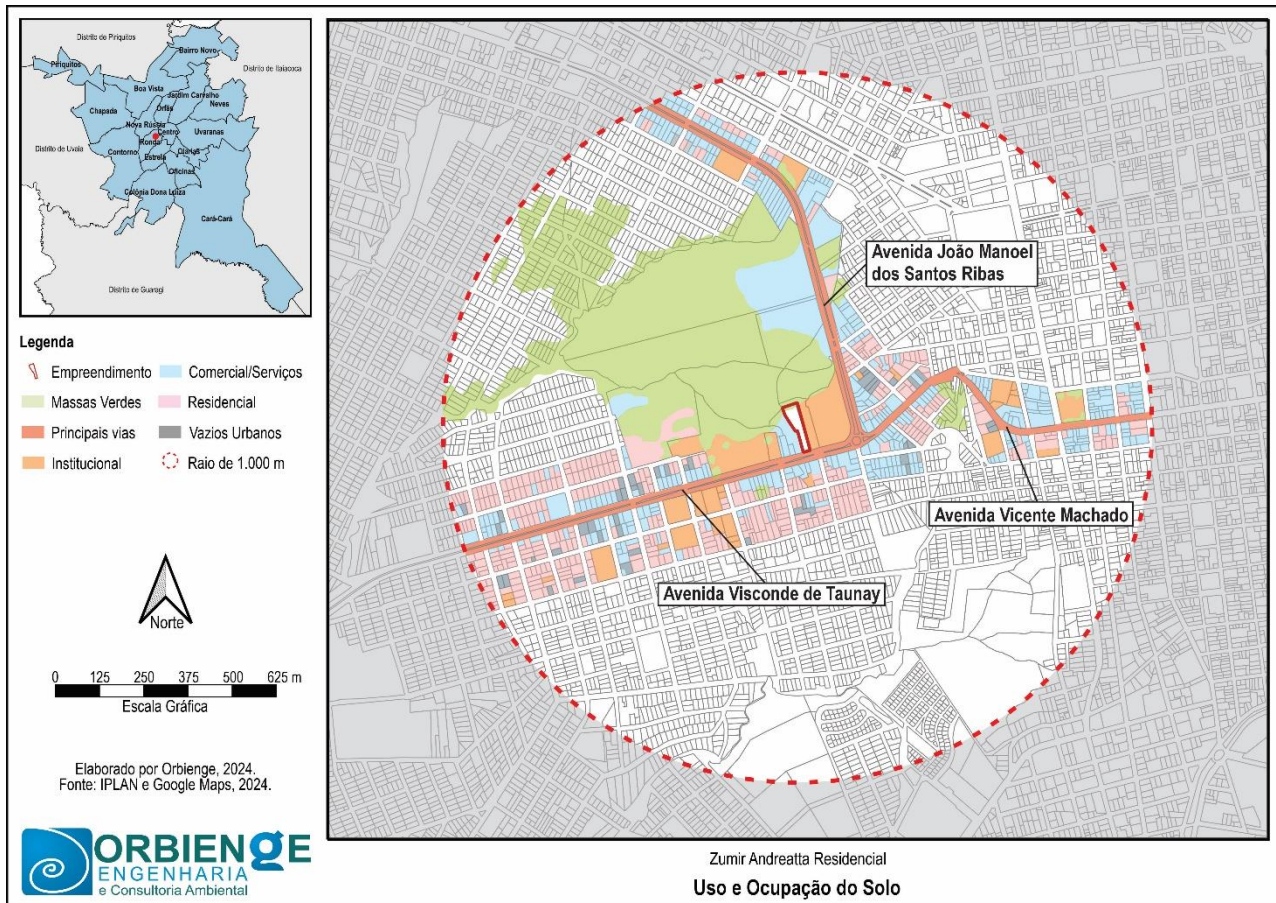 Distrito de Piriquitos
Bairro Novo
Piriquitos
Distrito de Itaiacoca
Boa Vista
Jardim Carvalho
Chapada
Órfãs
Neves
Nova Rússia
Centro
Uvaranas
Ronda
Distrito de Uvaia
Contorno
Estrela
Olarias
Oficinas
Colônia Dona Luiza
Cará-Cará
Distrito de Guaragi
Legenda
Empreendimento
Comercial/Serviços
Massas Verdes
Residencial
Principais vias
Vazios Urbanos
Institucional
Raio de 1.000 m
Norte
0 125 250 375 500 625 m
Escala Gráfica
Elaborado por Orbienge, 2024.
Fonte: IPLAN e Google Maps, 2024.
ORBIENGE
ENGENHARIA
e Consultoria Ambiental
Avenida João Manoel
dos Santos Ribas
Avenida Vicente Machado
Avenida Visconde de Taunay
Zumir Andreatta Residencial
Uso e Ocupação do Solo